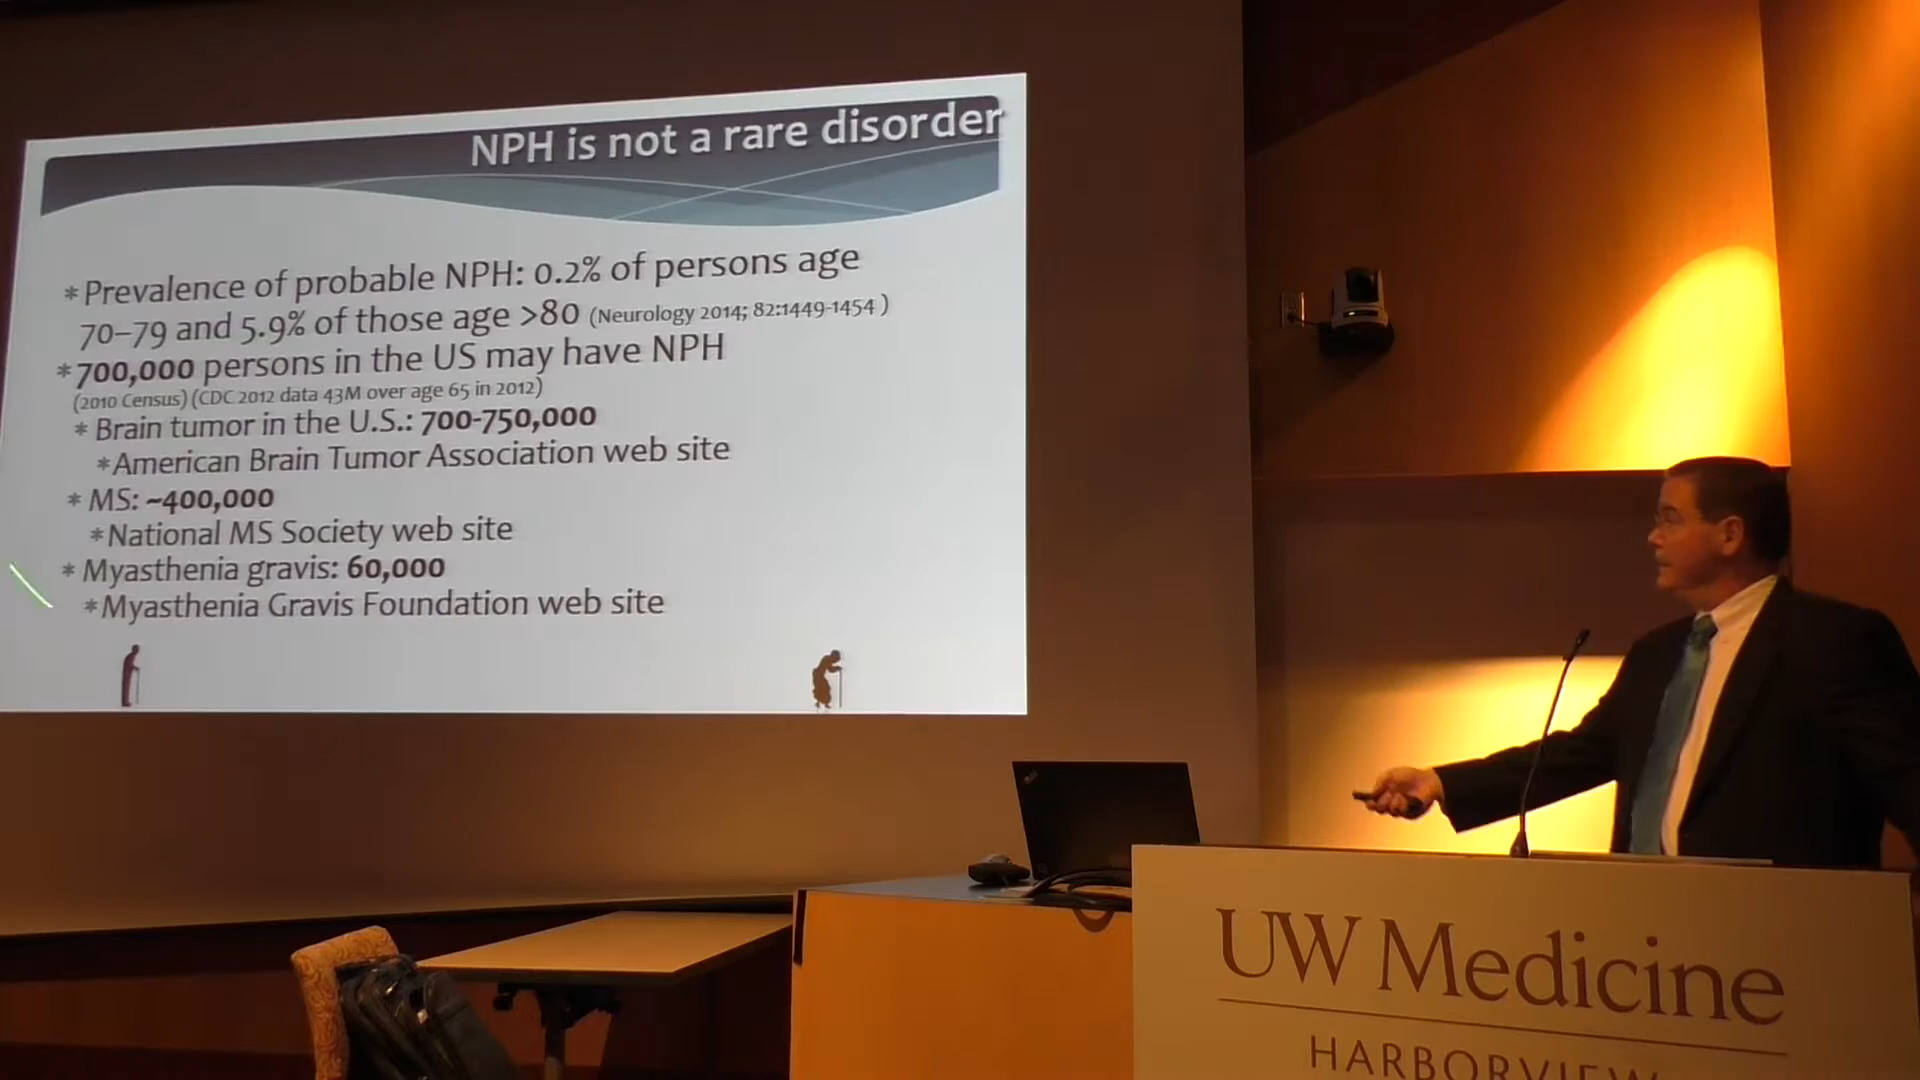 NPH is not a rare disorder
* Prevalence of probable NPH: 0.2% of persons age
70–79 and 5.9% of those age >80 (Neurology 2014; 82:1449-1454 )
* 700,000 persons in the US may have NPH
(2010 Census) (CDC 2012 data 43M over age 65 in 2012)
* Brain tumor in the U.S.: 700-750,000
* American Brain Tumor Association web site
* MS: ~400,000
* National MS Society web site
* Myasthenia gravis: 60,000
* Myasthenia Gravis Foundation web site
UW Medicine
HARBORVIEW